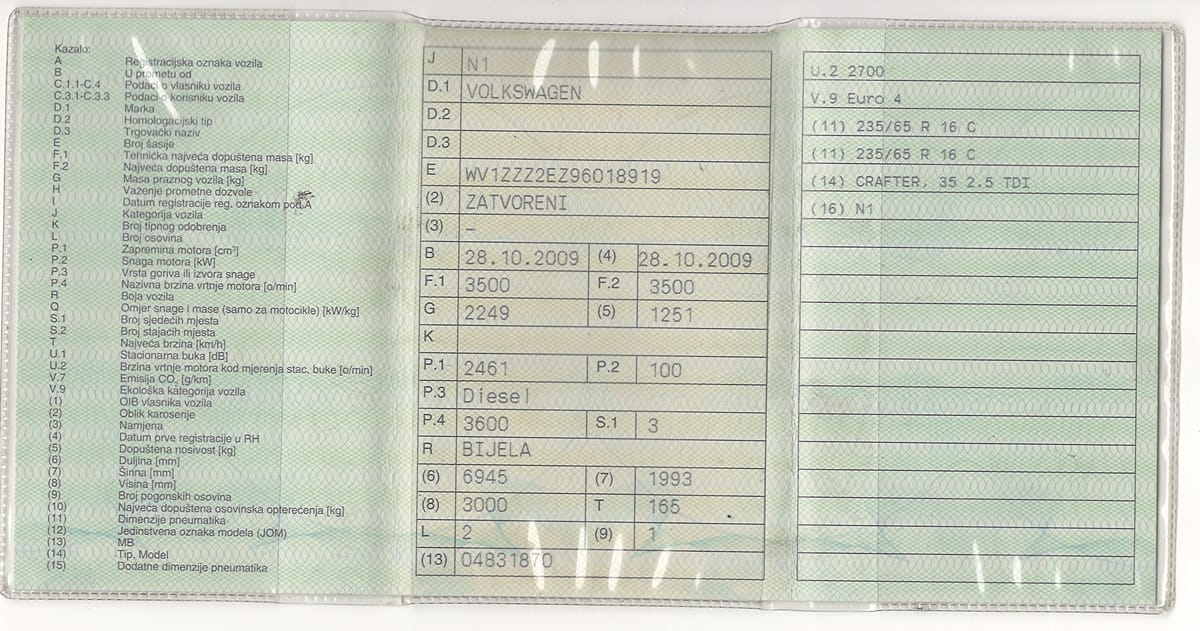 Kazalo:
A Registracijska oznaka vozila
B U prometu od
C.1.1-C.4 Podaci o vlasniku vozila
C.3.1-C.3.3 Podaci o korisniku vozila
D.1 Marka
D.2 Homologacijski tip
D.3 Trgovački naziv
E Broj šasije
F.1 Tehnička najveća dopuštena masa [kg]
F.2 Najveća dopuštena masa [kg]
G Masa praznog vozila [kg]
H Važenje prometne dozvole
I Datum registracije reg. oznakom pod A
J Kategorija vozila
K Broj tipnog odobrenja
L Broj osovina
P.1 Zapremina motora [cm³]
P.2 Snaga motora [kW]
P.3 Vrsta goriva ili izvora snage
P.4 Nazivna brzina vrtnje motora [o/min]
R Boja vozila
Q Omjer snage i mase (samo za motocikle) [kW/kg]
S.1 Broj sjedećih mjesta
S.2 Broj stajaćih mjesta
T Najveća brzina [km/h]
U.1 Stacionarna buka [dB]
U.2 Brzina vrtnje motora kod mjerenja stac. buke [o/min]
V.7 Emisija CO₂ [g/km]
V.9 Ekološka kategorija vozila
(1) OIB vlasnika vozila
(2) Oblik karoserije
(3) Namjena
(4) Datum prve registracije u RH
(5) Dopuštena nosivost [kg]
(6) Duljina [mm]
(7) Širina [mm]
(8) Visina [mm]
(9) Broj pogonskih osovina
(10) Najveća dopuštena osovinska opterećenja [kg]
(11) Dimenzije pneumatika
(12) Jedinstvena oznaka modela (JOM)
(13) MB
(14) Tip, Model
(15) Dodatne dimenzije pneumatika
J N1
D.1 VOLKSWAGEN
D.2
D.3
E WV1ZZZ2EZ96018919
(2) ZATVORENI
(3) –
B 28.10.2009 (4) 28.10.2009
F.1 3500 F.2 3500
G 2249 (5) 1251
K
P.1 2461 P.2 100
P.3 Diesel
P.4 3600 S.1 3
R BIJELA
(6) 6945 (7) 1993
(8) 3000 T 165
L 2 (9) 1
(13) 04831870
U.2 2700
V.9 Euro 4
(11) 235/65 R 16 C
(11) 235/65 R 16 C
(14) CRAFTER, 35 2.5 TDI
(16) N1